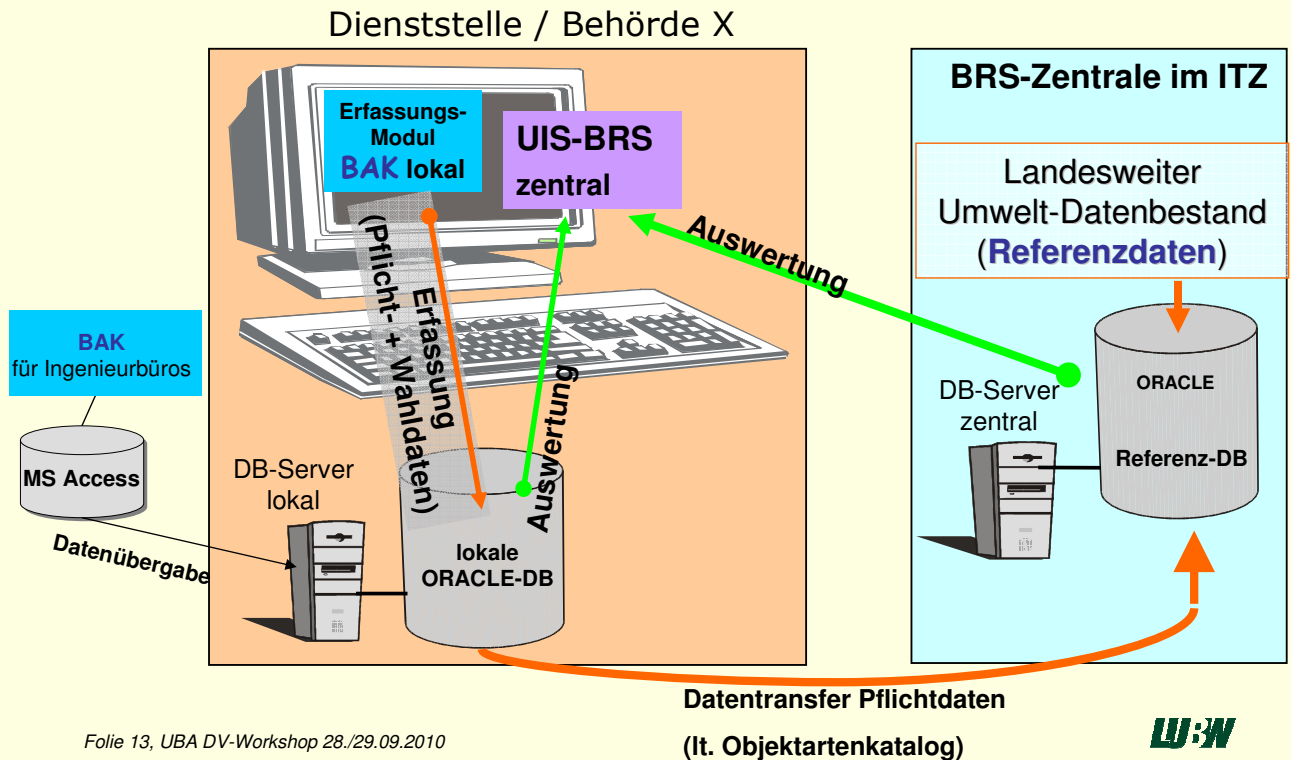 Dienststelle / Behörde X
Erfassungs-
Modul
BAK lokal
UIS-BRS
zentral
(Pflicht- + Wahldaten)
Erfassung
Auswertung
DB-Server
lokal
lokale
ORACLE-DB
BAK
für Ingenieurbüros
MS Access
Datenübergabe
Auswertung
BRS-Zentrale im ITZ
Landesweiter
Umwelt-Datenbestand
(Referenzdaten)
DB-Server
zentral
ORACLE
Referenz-DB
Datentransfer Pflichtdaten
(lt. Objektartenkatalog)
Folie 13, UBA DV-Workshop 28./29.09.2010
LUBW